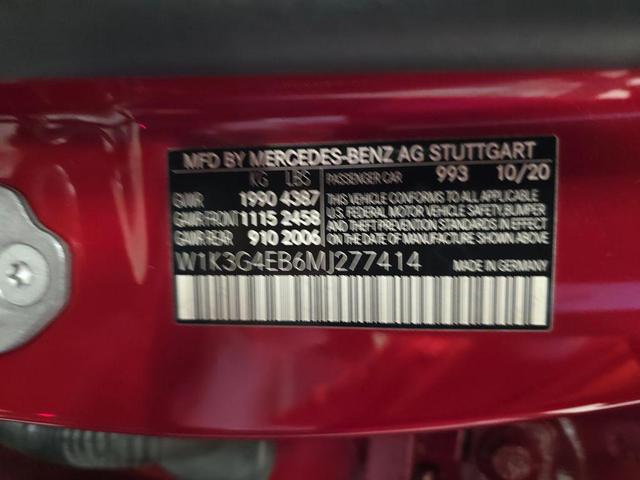 MFD BY MERCEDES-BENZ AG STUTTGART
KG LBS PASSENGER CAR 993 10/20
GVWR 1990 4387
GAWR FRONT 1115 2458
GAWR REAR 910 2006
THIS VEHICLE CONFORMS TO ALL APPLICABLE
U.S. FEDERAL MOTOR VEHICLE SAFETY, BUMPER
AND THEFT PREVENTION STANDARDS IN EFFECT
ON THE DATE OF MANUFACTURE SHOWN ABOVE.
W1K3G4EB6MJ277414 MADE IN GERMANY